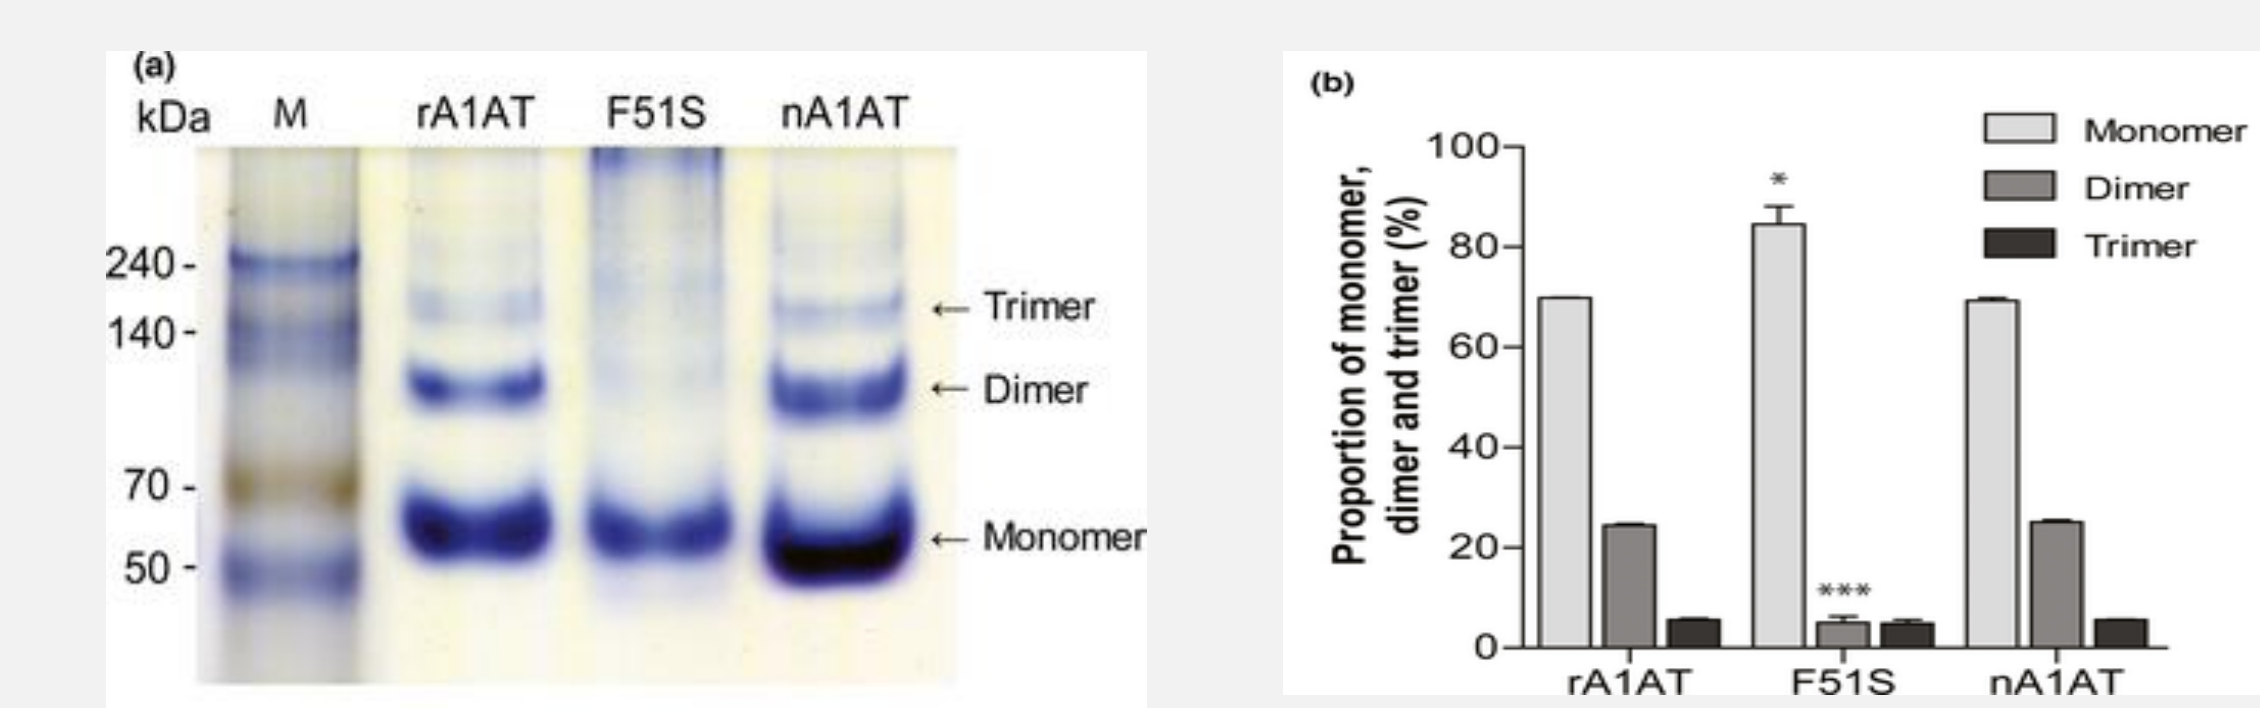 (a)
kDa M rA1AT F51S nA1AT
240 -
140 -
70 -
50 -
← Trimer
← Dimer
← Monomer
(b)
Proportion of monomer,
dimer and trimer (%)
100
80
60
40
20
0
*
***
Monomer
Dimer
Trimer
rA1AT F51S nA1AT